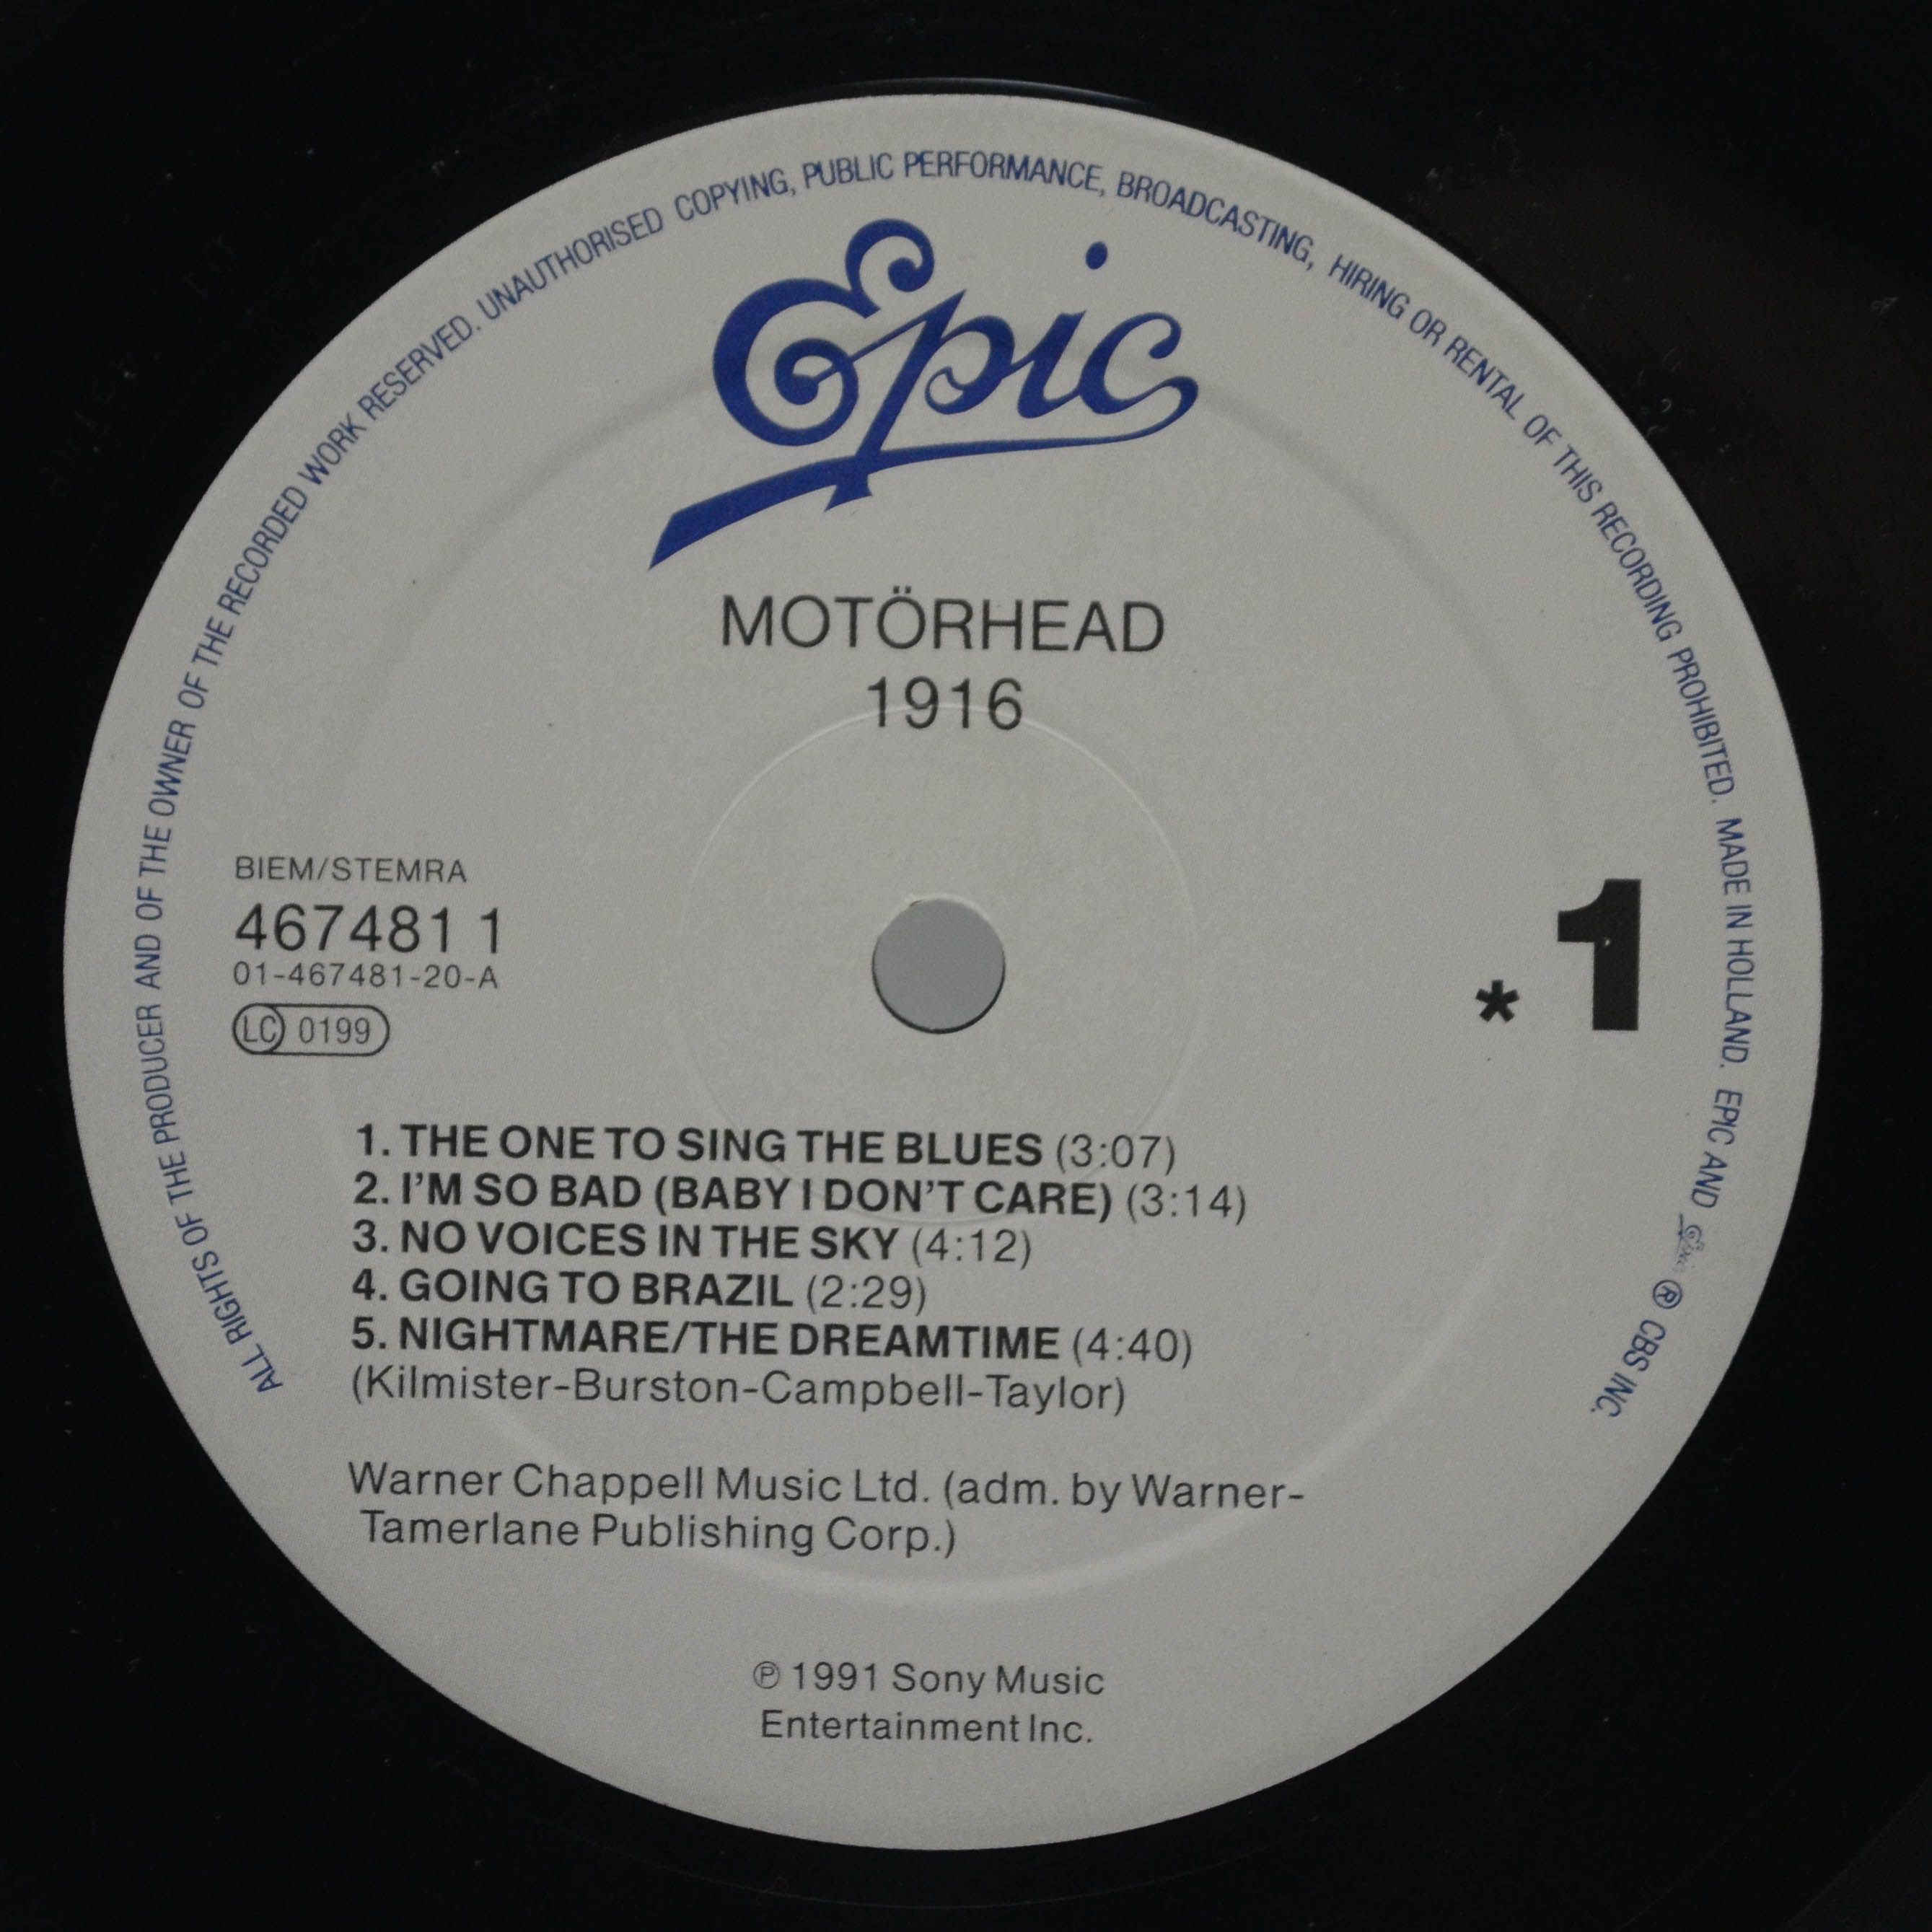 ALL RIGHTS OF THE PRODUCER AND OF THE OWNER OF THE RECORDED WORK RESERVED. UNAUTHORISED COPYING, PUBLIC PERFORMANCE, BROADCASTING, HIRING OR RENTAL OF THIS RECORDING PROHIBITED. MADE IN HOLLAND. EPIC AND Epic ® CBS INC.
Epic
MOTÖRHEAD
1916
BIEM/STEMRA
467481 1
01-467481-20-A
LC 0199
* 1
1. THE ONE TO SING THE BLUES (3:07)
2. I'M SO BAD (BABY I DON'T CARE) (3:14)
3. NO VOICES IN THE SKY (4:12)
4. GOING TO BRAZIL (2:29)
5. NIGHTMARE/THE DREAMTIME (4:40)
(Kilmister-Burston-Campbell-Taylor)
Warner Chappell Music Ltd. (adm. by Warner-
Tamerlane Publishing Corp.)
℗ 1991 Sony Music
Entertainment Inc.